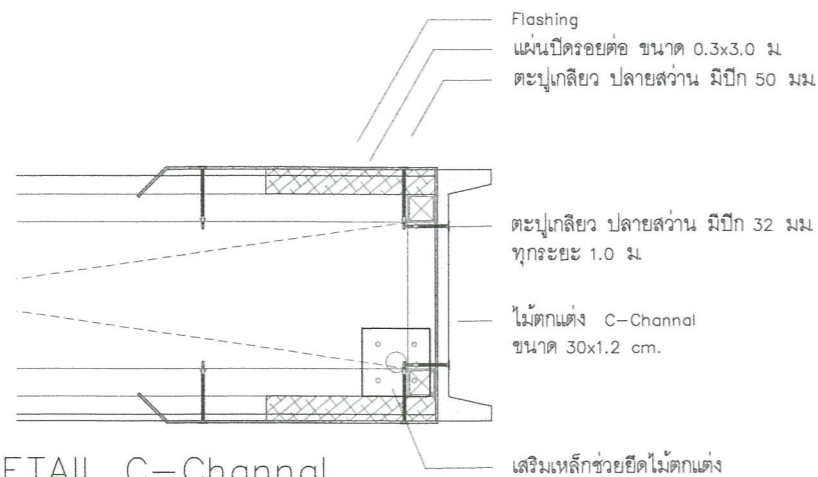 Flashing
แผ่นปิดรอยต่อ ขนาด 0.3x3.0 ม.
ตะปูเกลียว ปลายสว่าน มีปีก 50 มม.
ตะปูเกลียว ปลายสว่าน มีปีก 32 มม.
ทุกระยะ 1.0 ม.
ไม้ตกแต่ง C-Channal
ขนาด 30x1.2 cm.
เสริมเหล็กช่วยยึดไม้ตกแต่ง
ETAIL C-Channal